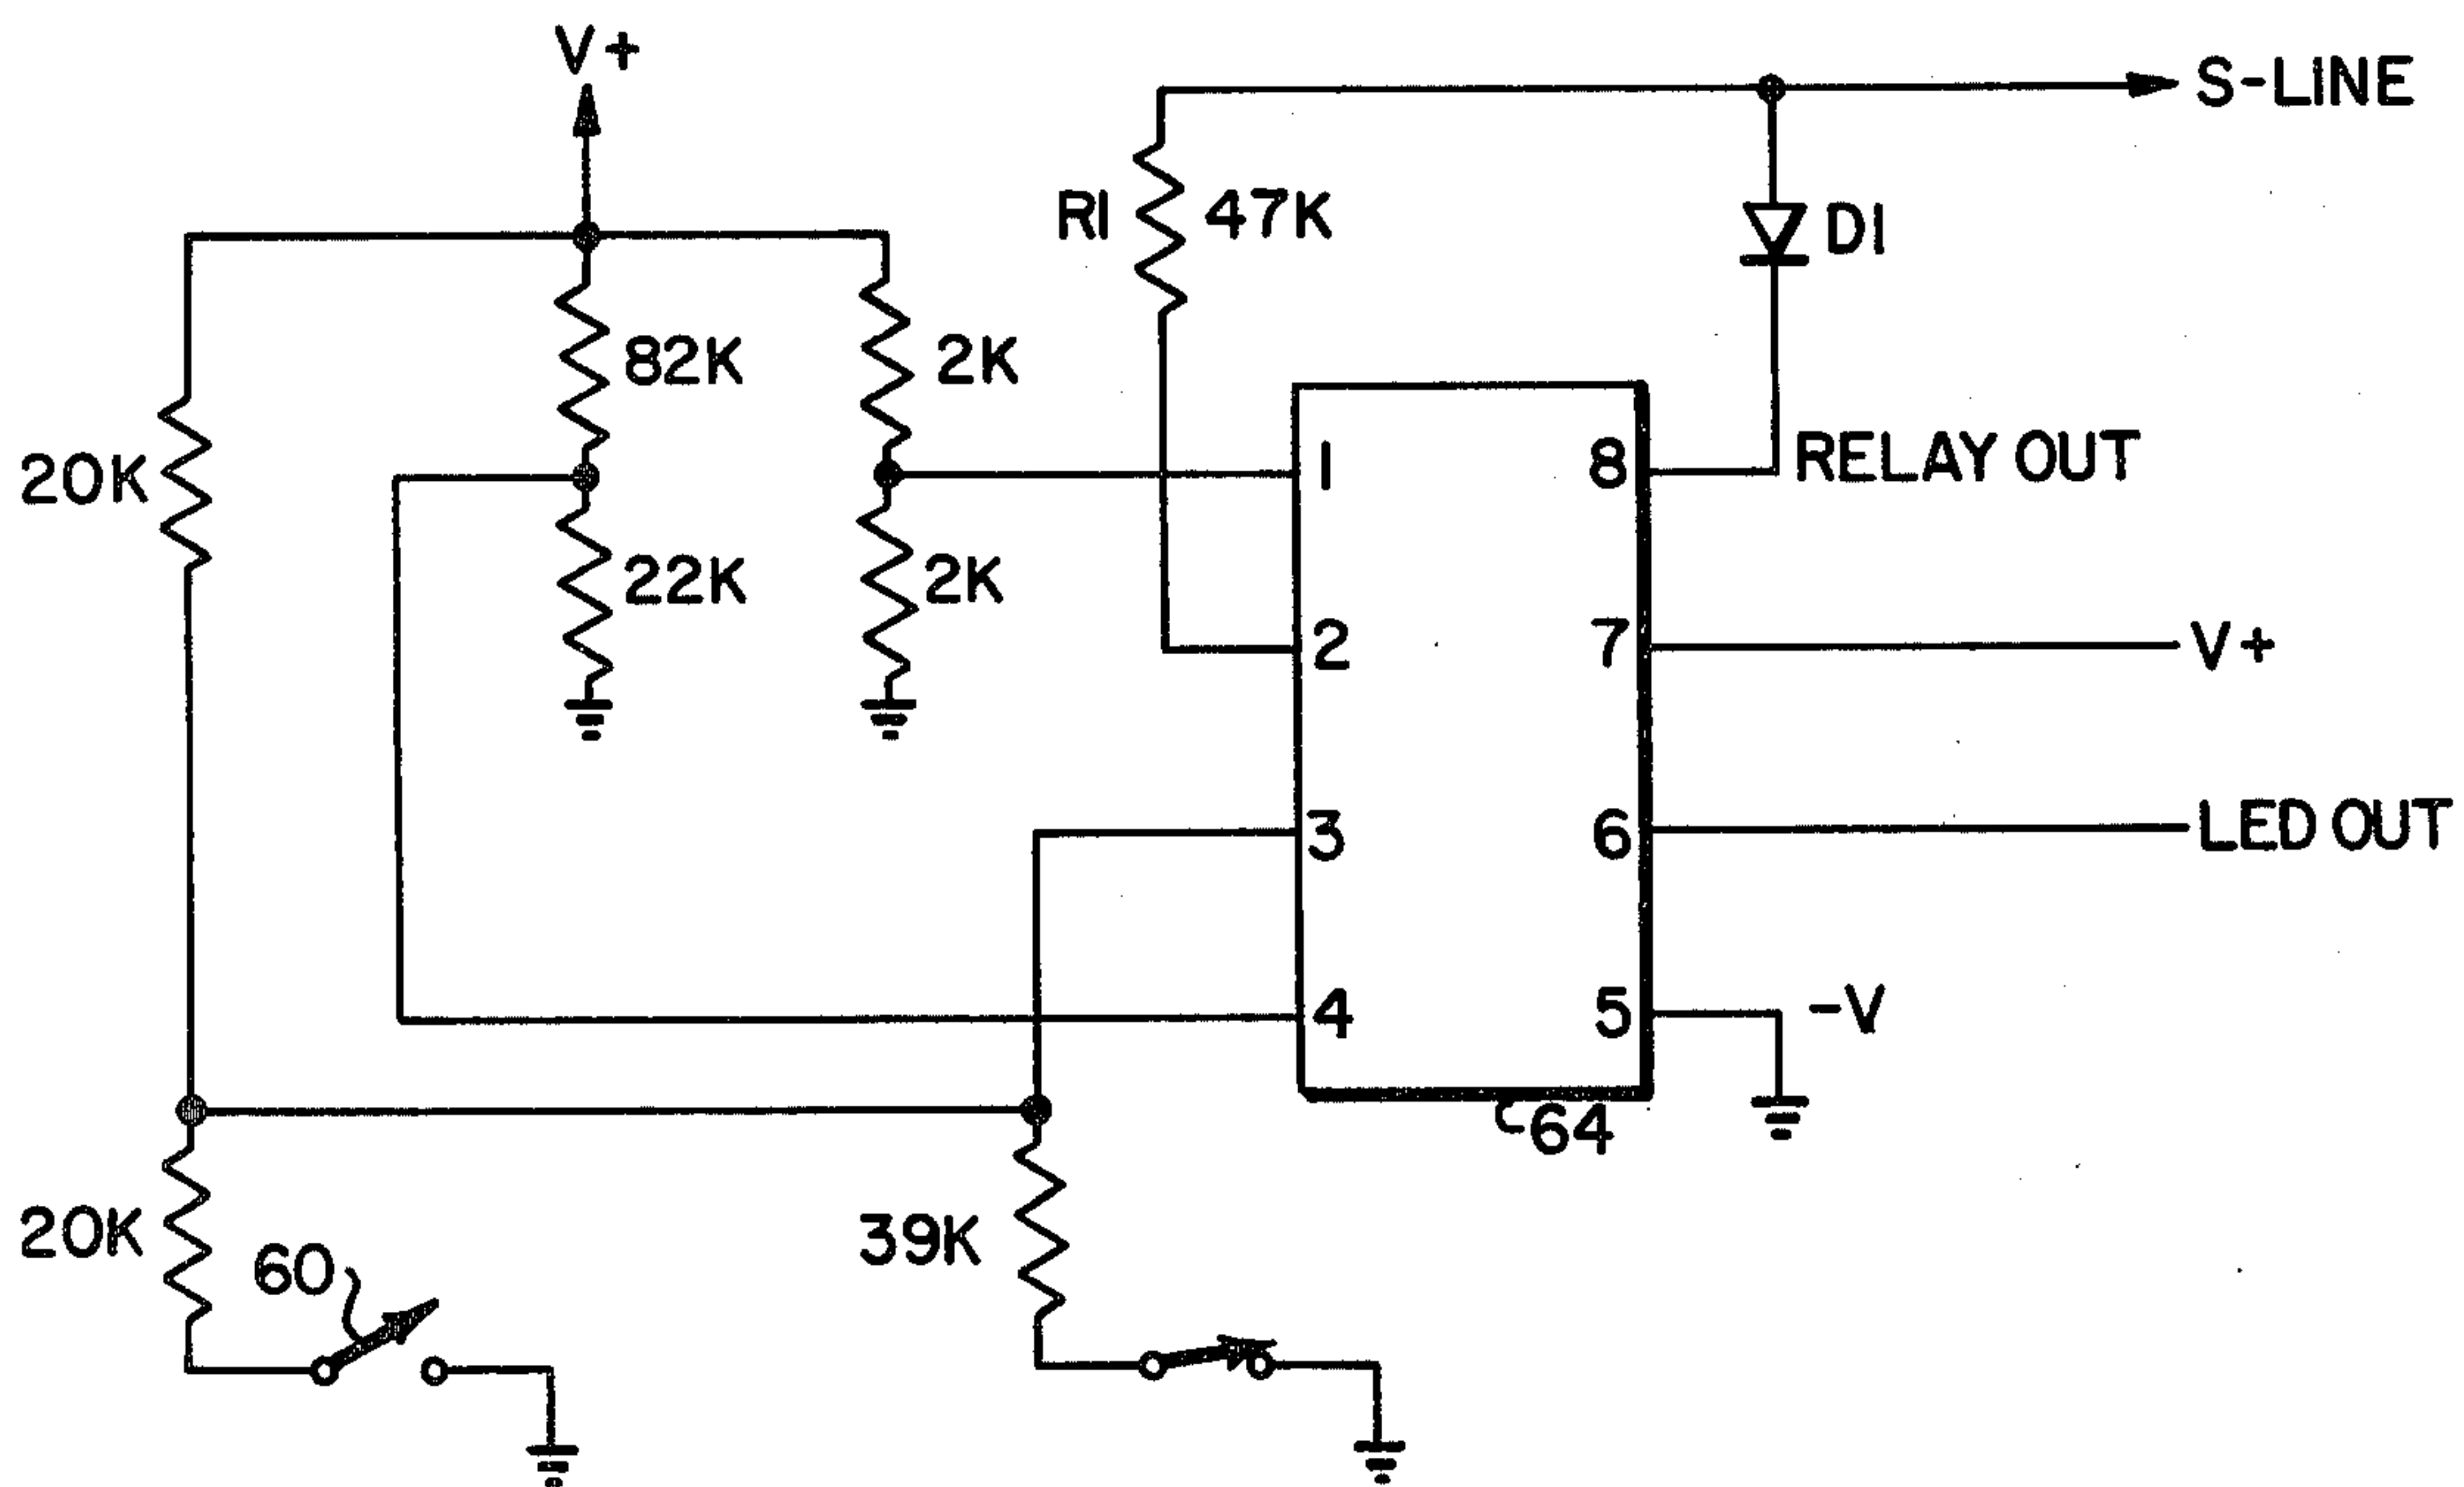 V+
S-LINE
R1 47K
D1
82K
2K
20K
1
8
RELAY OUT
22K
2K
2
7
V+
3
6
LED OUT
4
5
-V
64
20K
60
39K